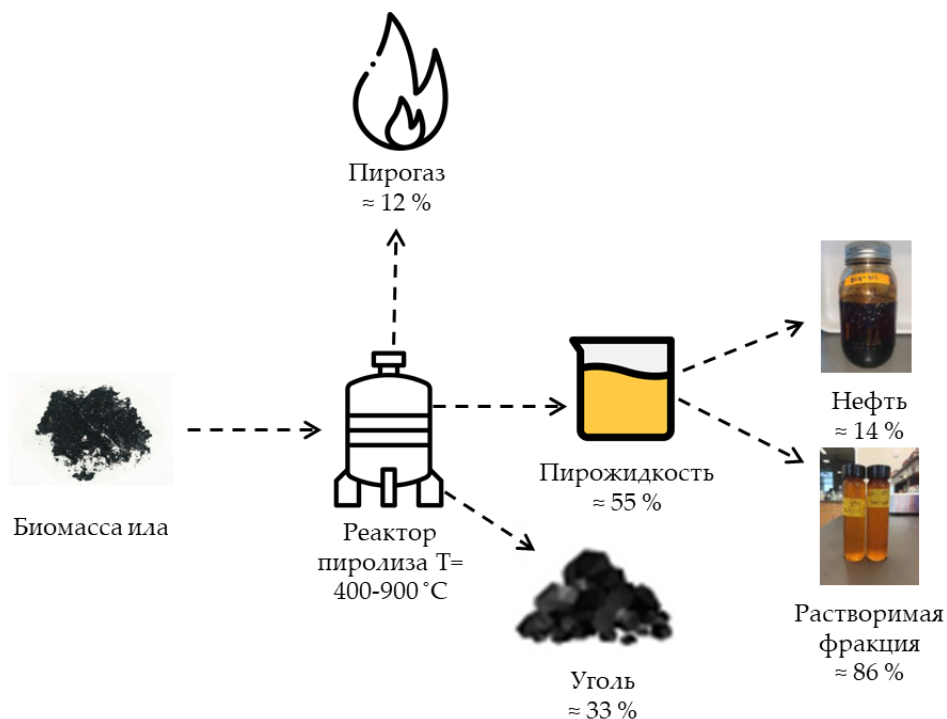 Пирогаз
≈ 12 %
Нефть
≈ 14 %
Биомасса ила
Реактор
пиролиза T=
400-900 ˚C
Пирожидкость
≈ 55 %
Уголь
≈ 33 %
Растворимая
фракция
≈ 86 %